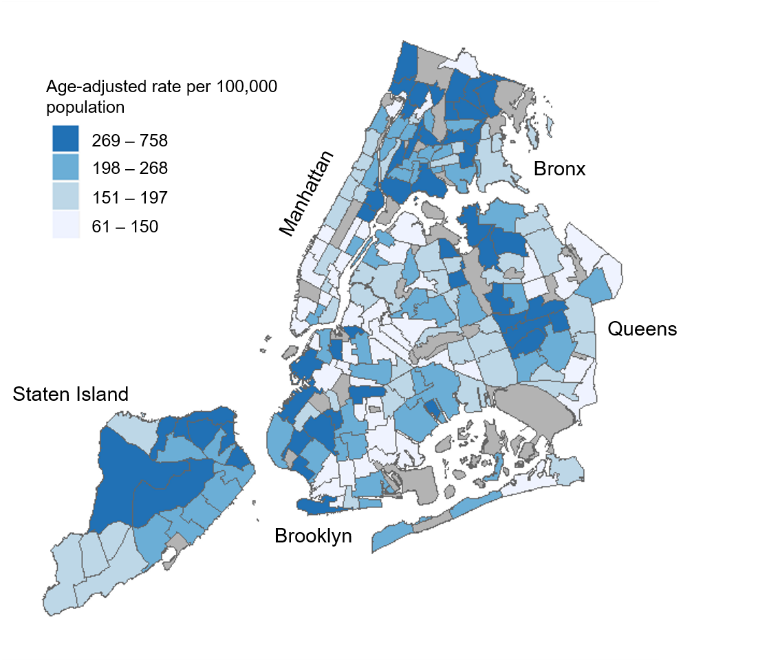 Age-adjusted rate per 100,000
population
269 – 758
198 – 268
151 – 197
61 – 150
Manhattan
Bronx
Queens
Staten Island
Brooklyn